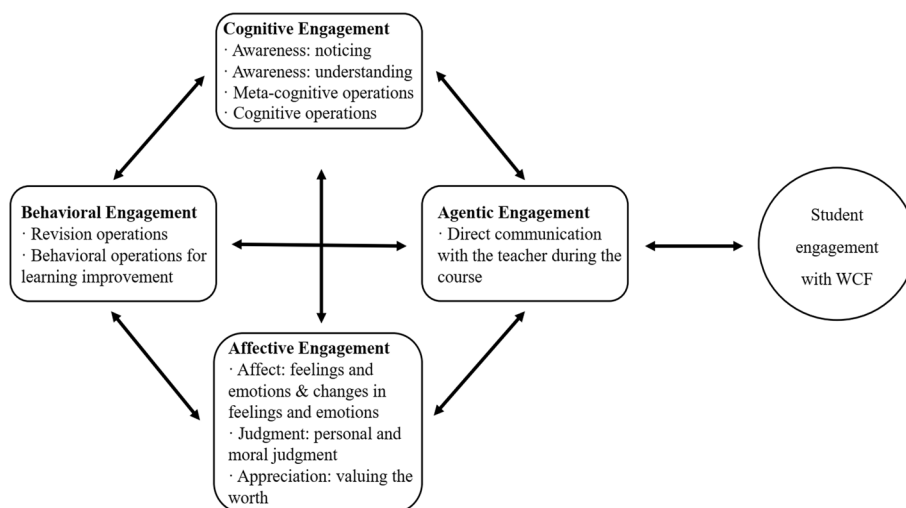 Cognitive Engagement
· Awareness: noticing
· Awareness: understanding
· Meta-cognitive operations
· Cognitive operations
Behavioral Engagement
· Revision operations
· Behavioral operations for
learning improvement
Agentic Engagement
· Direct communication
with the teacher during the
course
Student
engagement
with WCF
Affective Engagement
· Affect: feelings and
emotions & changes in
feelings and emotions
· Judgment: personal and
moral judgment
· Appreciation: valuing the
worth